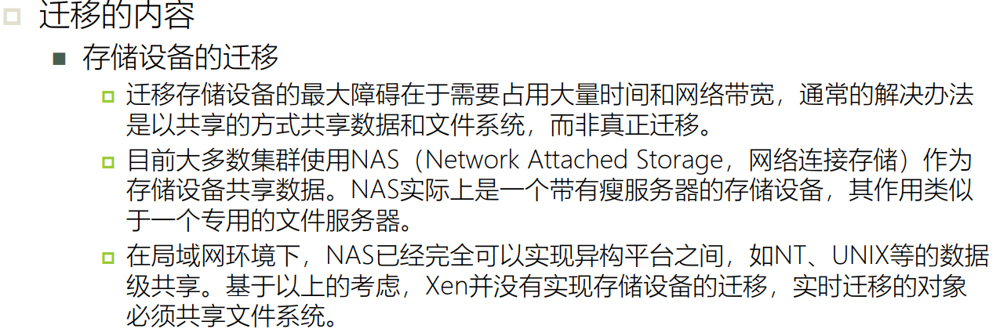 迁移的内容
存储设备的迁移
迁移存储设备的最大障碍在于需要占用大量时间和网络带宽，通常的解决办法
是以共享的方式共享数据和文件系统，而非真正迁移。
目前大多数集群使用NAS（Network Attached Storage，网络连接存储）作为
存储设备共享数据。NAS实际上是一个带有瘦服务器的存储设备，其作用类似
于一个专用的文件服务器。
在局域网环境下，NAS已经完全可以实现异构平台之间，如NT、UNIX等的数据
级共享。基于以上的考虑，Xen并没有实现存储设备的迁移，实时迁移的对象
必须共享文件系统。